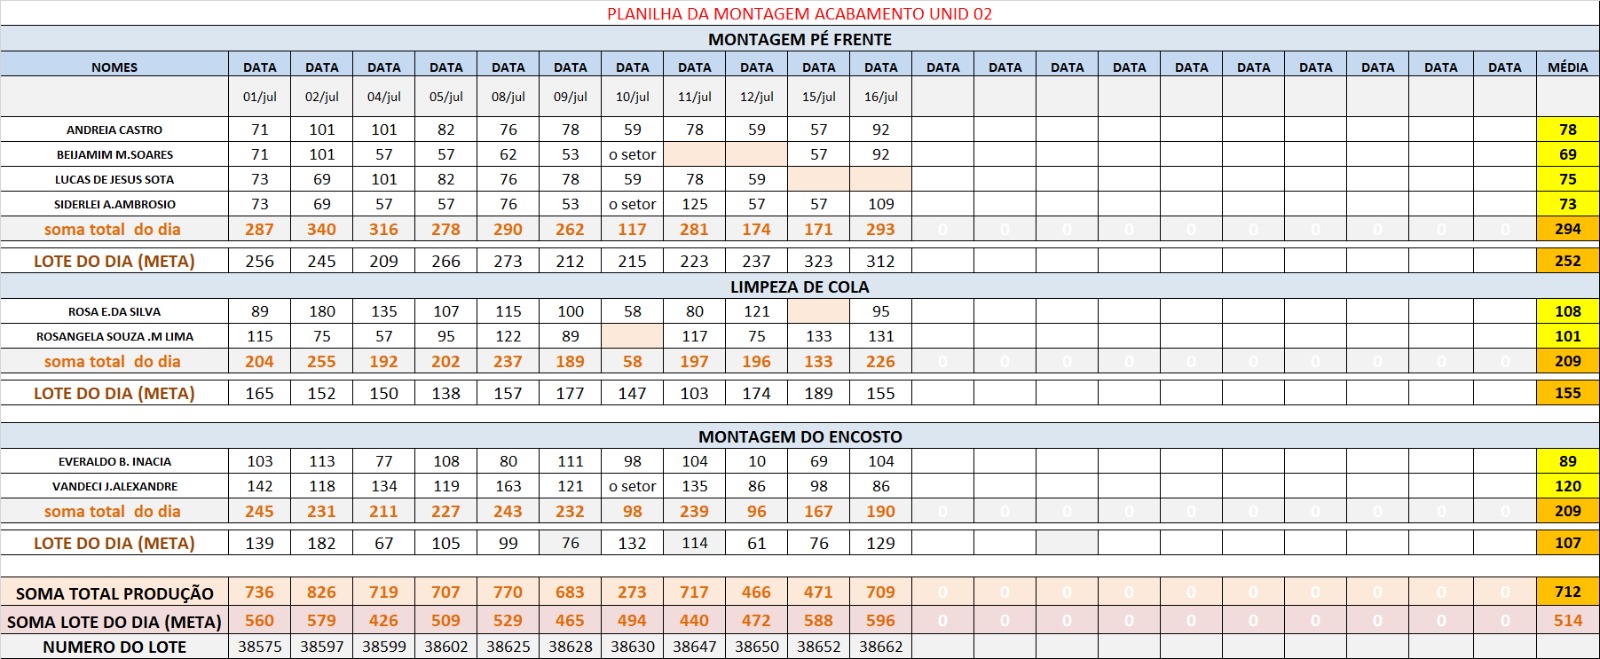 PLANILHA DA MONTAGEM ACABAMENTO UNID 02
MONTAGEM PÉ FRENTE
NOMES DATA DATA DATA DATA DATA DATA DATA DATA DATA DATA DATA DATA DATA DATA DATA DATA DATA DATA DATA DATA DATA MÉDIA
01/jul 02/jul 04/jul 05/jul 08/jul 09/jul 10/jul 11/jul 12/jul 15/jul 16/jul
ANDREIA CASTRO 71 101 101 82 76 78 59 78 59 57 92 78
BEIJAMIM M.SOARES 71 101 57 57 62 53 o setor 57 92 69
LUCAS DE JESUS SOTA 73 69 101 82 76 78 59 78 59 75
SIDERLEI A.AMBROSIO 73 69 57 57 76 53 o setor 125 57 57 109 73
soma total do dia 287 340 316 278 290 262 117 281 174 171 293 0 0 0 0 0 0 0 0 0 0 294
LOTE DO DIA (META) 256 245 209 266 273 212 215 223 237 323 312 252
LIMPEZA DE COLA
ROSA E.DA SILVA 89 180 135 107 115 100 58 80 121 95 108
ROSANGELA SOUZA .M LIMA 115 75 57 95 122 89 117 75 133 131 101
soma total do dia 204 255 192 202 237 189 58 197 196 133 226 0 0 0 0 0 0 0 0 0 0 209
LOTE DO DIA (META) 165 152 150 138 157 177 147 103 174 189 155 155
MONTAGEM DO ENCOSTO
EVERALDO B. INACIA 103 113 77 108 80 111 98 104 10 69 104 89
VANDECI J.ALEXANDRE 142 118 134 119 163 121 o setor 135 86 98 86 120
soma total do dia 245 231 211 227 243 232 98 239 96 167 190 0 0 0 0 0 0 0 0 0 0 209
LOTE DO DIA (META) 139 182 67 105 99 76 132 114 61 76 129 107
SOMA TOTAL PRODUÇÃO 736 826 719 707 770 683 273 717 466 471 709 0 0 0 0 0 0 0 0 0 0 712
SOMA LOTE DO DIA (META) 560 579 426 509 529 465 494 440 472 588 596 0 0 0 0 0 0 0 0 0 0 514
NUMERO DO LOTE 38575 38597 38599 38602 38625 38628 38630 38647 38650 38652 38662